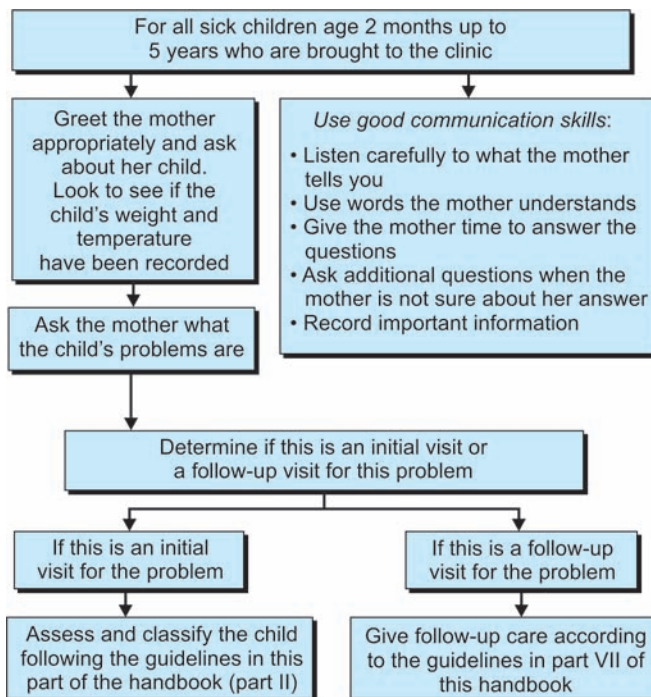 For all sick children age 2 months up to
5 years who are brought to the clinic
Greet the mother
appropriately and ask
about her child.
Look to see if the
child's weight and
temperature
have been recorded
Use good communication skills:
• Listen carefully to what the mother
tells you
• Use words the mother understands
• Give the mother time to answer the
questions
• Ask additional questions when the
mother is not sure about her answer
• Record important information
Ask the mother what
the child's problems are
Determine if this is an initial visit or
a follow-up visit for this problem
If this is an initial
visit for the problem
If this is a follow-up
visit for the problem
Assess and classify the child
following the guidelines in this
part of the handbook (part II)
Give follow-up care according
to the guidelines in part VII of
this handbook